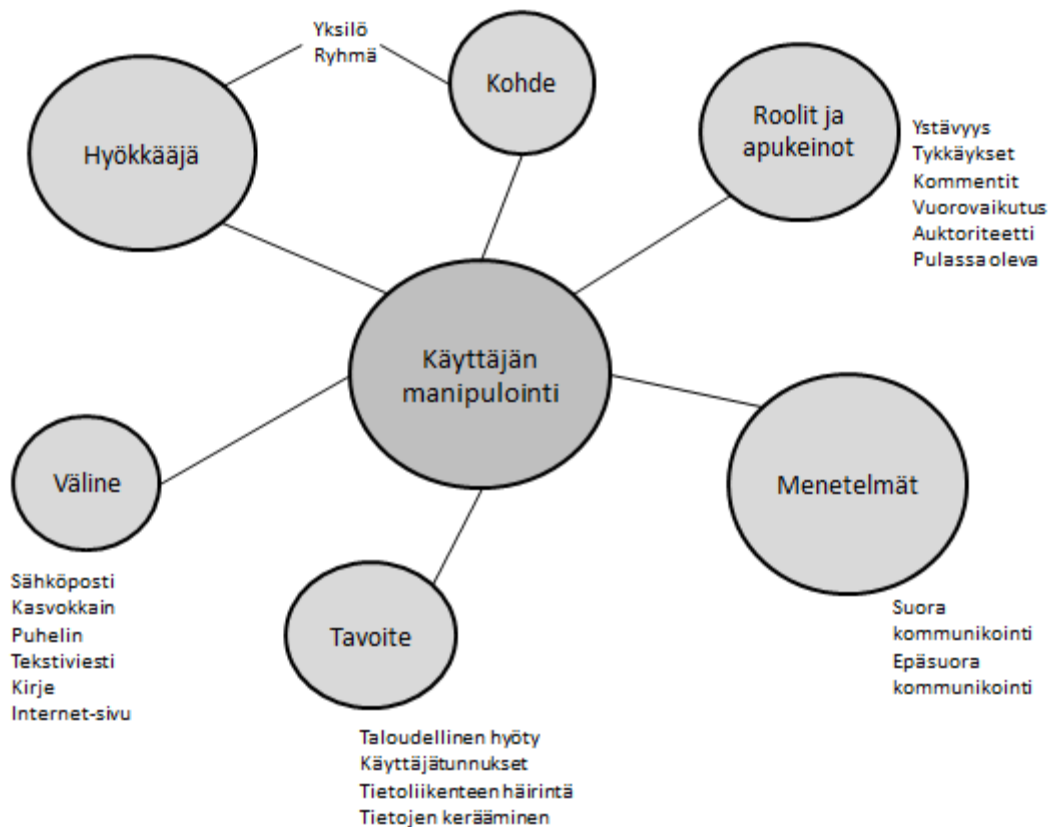 Yksilö
Ryhmä
Hyökkääjä
Kohde
Roolit ja
apukeinot
Ystävyys
Tykkäykset
Kommentit
Vuorovaikutus
Auktoriteetti
Pulassa oleva
Käyttäjän
manipulointi
Väline
Sähköposti
Kasvokkain
Puhelin
Tekstiviesti
Kirje
Internet-sivu
Tavoite
Taloudellinen hyöty
Käyttäjätunnukset
Tietoliikenteen häirintä
Tietojen kerääminen
Menetelmät
Suora
kommunikointi
Epäsuora
kommunikointi